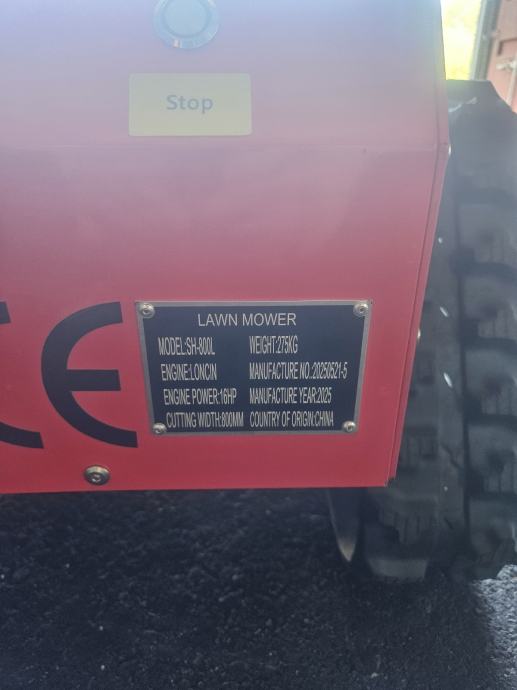 Stop
CE
LAWN MOWER
MODEL:SH-800L WEIGHT:275KG
ENGINE:LONCIN MANUFACTURE NO.:20250521-5
ENGINE POWER:16HP MANUFACTURE YEAR:2025
CUTTING WIDTH:800MM COUNTRY OF ORIGIN:CHINA